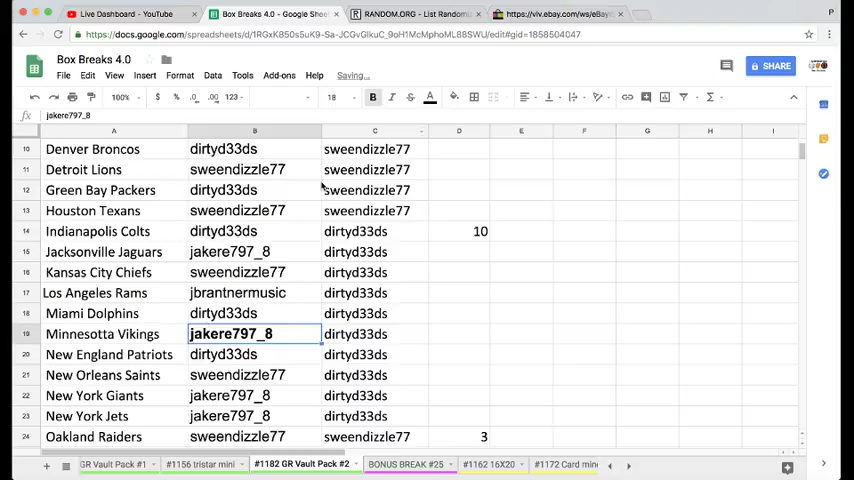 Live Dashboard - YouTube × Box Breaks 4.0 - Google Shee × RANDOM.ORG - List Randomi × https://viv.ebay.com/ws/eBayI ×
https://docs.google.com/spreadsheets/d/1RGxK850s5uK9-Sa-JCGvGlkuC_9oH1McMphoML88SWU/edit#gid=1858504047
Box Breaks 4.0
File Edit View Insert Format Data Tools Add-ons Help Saving...
SHARE
100% $ % .0 .00 123 18 B I S A
fx jakere797_8
A B C D E F G H I
10 Denver Broncos dirtyd33ds sweendizzle77
11 Detroit Lions sweendizzle77 sweendizzle77
12 Green Bay Packers dirtyd33ds sweendizzle77
13 Houston Texans sweendizzle77 sweendizzle77
14 Indianapolis Colts dirtyd33ds dirtyd33ds 10
15 Jacksonville Jaguars jakere797_8 dirtyd33ds
16 Kansas City Chiefs sweendizzle77 dirtyd33ds
17 Los Angeles Rams jbrantnermusic dirtyd33ds
18 Miami Dolphins dirtyd33ds dirtyd33ds
19 Minnesotta Vikings jakere797_8 dirtyd33ds
20 New England Patriots dirtyd33ds dirtyd33ds
21 New Orleans Saints sweendizzle77 dirtyd33ds
22 New York Giants jakere797_8 dirtyd33ds
23 New York Jets jakere797_8 dirtyd33ds
24 Oakland Raiders sweendizzle77 sweendizzle77 3
GR Vault Pack #1 #1156 tristar mini #1182 GR Vault Pack #2 BONUS BREAK #25 #1162 16X20 #1172 Card mine